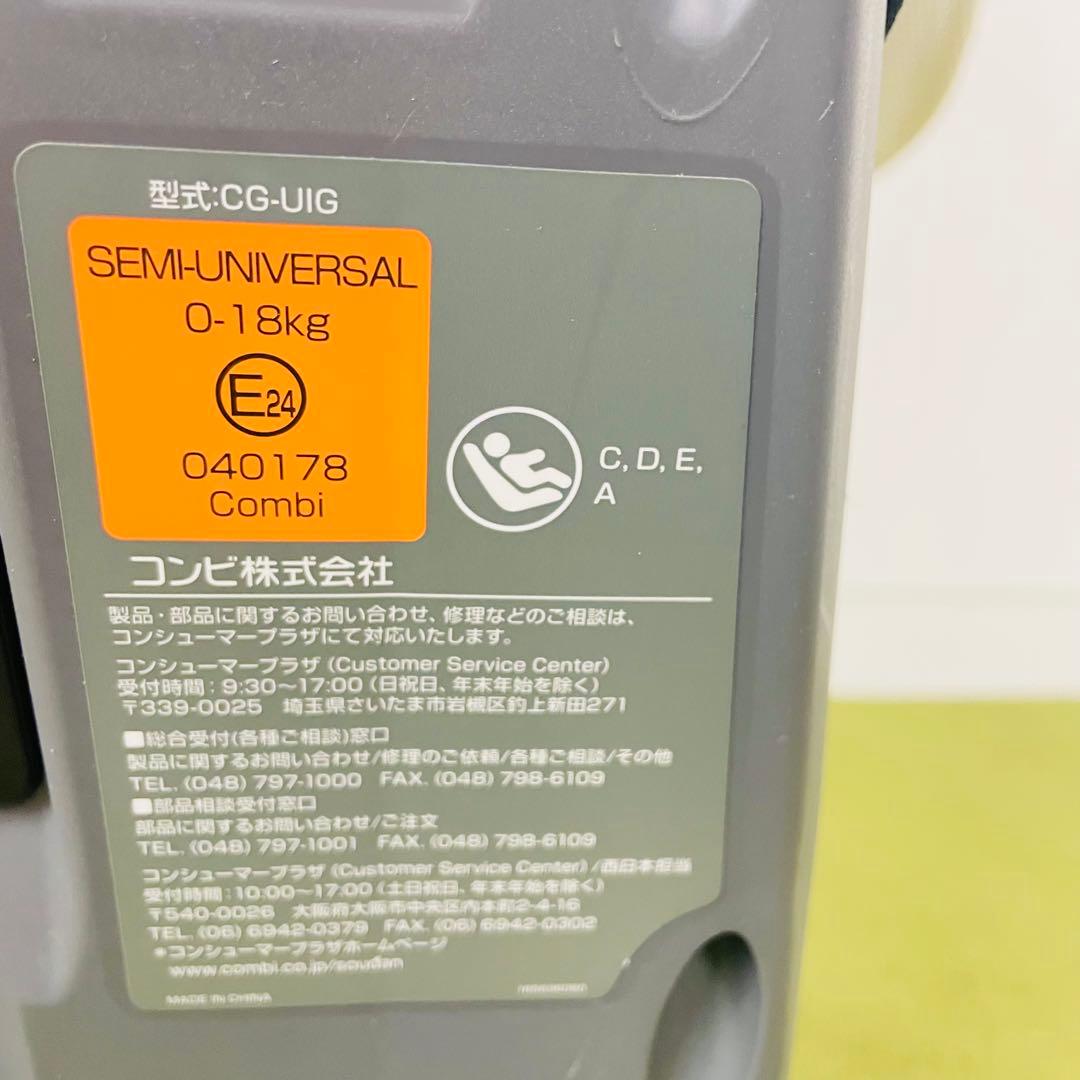 型式:CG-UIG
SEMI-UNIVERSAL
0-18kg
E24
040178
Combi
C, D, E,
A
コンビ株式会社
製品・部品に関するお問い合わせ、修理などのご相談は、
コンシューマープラザにて対応いたします。
コンシューマープラザ (Customer Service Center)
受付時間:9:30〜17:00 (日祝日、年末年始を除く)
〒339-0025 埼玉県さいたま市岩槻区釣上新田271
■総合受付(各種ご相談)窓口
製品に関するお問い合わせ/修理のご依頼/各種ご相談/その他
TEL. (048) 797-1000 FAX. (048) 798-6109
■部品相談受付窓口
部品に関するお問い合わせ/ご注文
TEL. (048) 797-1001 FAX. (048) 798-6109
コンシューマープラザ (Customer Service Center) /西日本担当
受付時間:10:00〜17:00 (土日祝日、年末年始を除く)
〒540-0026 大阪府大阪市中央区内本町2-4-16
TEL. (06) 6942-0379 FAX. (06) 6942-0302
*コンシューマープラザホームページ
www.combi.co.jp/soudan
MADE IN CHINA